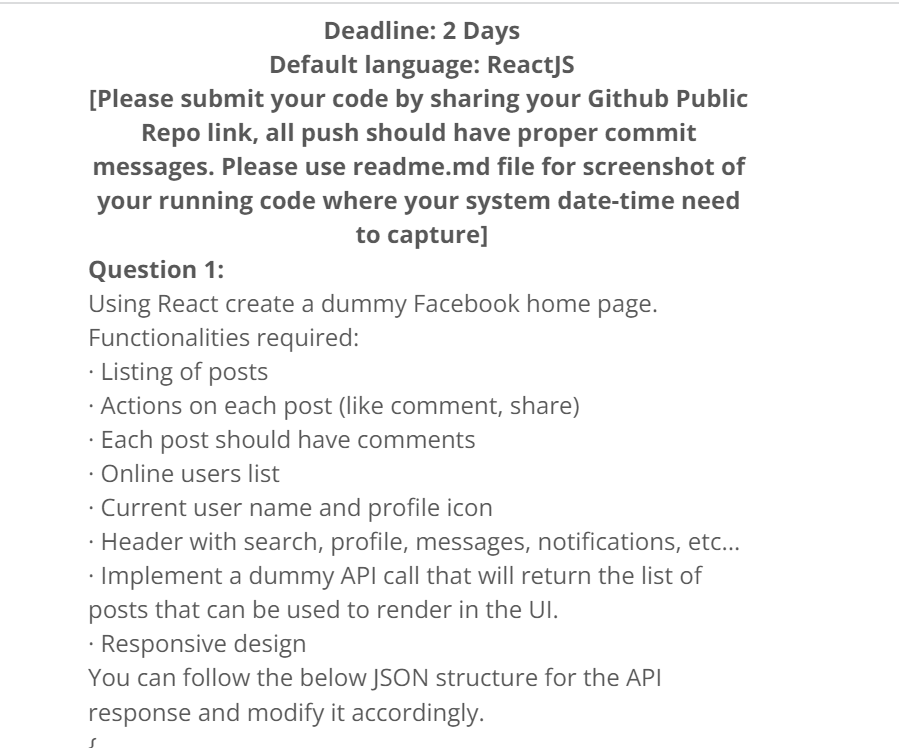 Deadline: 2 Days
Default language: ReactJS
[Please submit your code by sharing your Github Public
Repo link, all push should have proper commit
messages. Please use readme.md file for screenshot of
your running code where your system date-time need
to capture]
Question 1:
Using React create a dummy Facebook home page.
Functionalities required:
· Listing of posts
· Actions on each post (like comment, share)
· Each post should have comments
· Online users list
· Current user name and profile icon
· Header with search, profile, messages, notifications, etc...
· Implement a dummy API call that will return the list of
posts that can be used to render in the UI.
· Responsive design
You can follow the below JSON structure for the API
response and modify it accordingly.
{